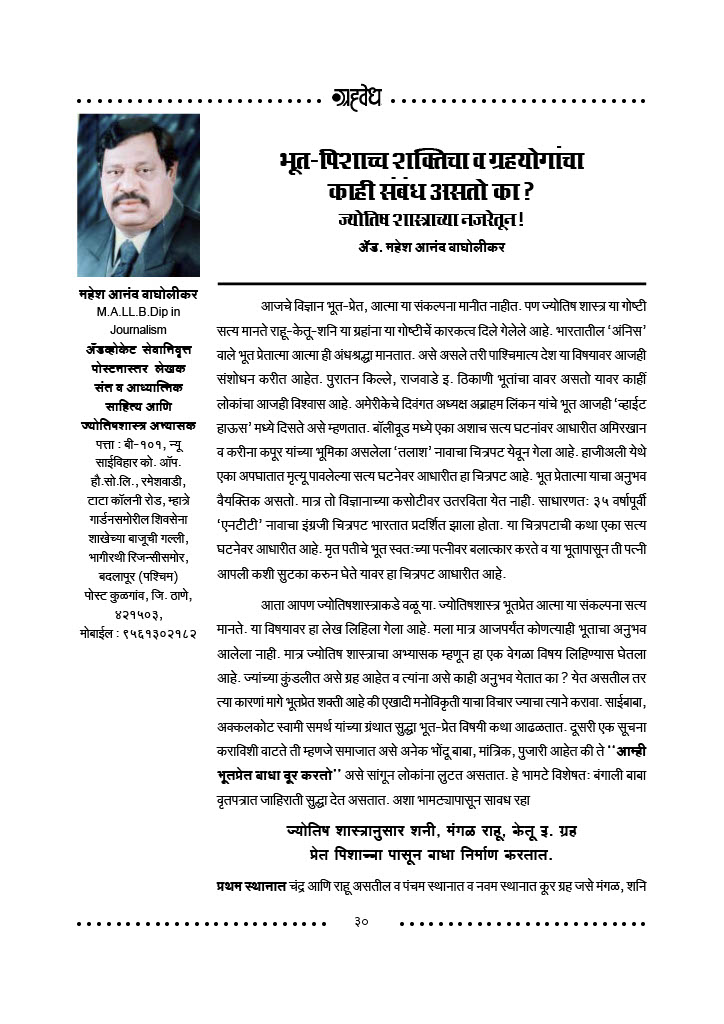 ग्रहवेध
भूत-पिशाच्च शक्तिचा व ग्रहयोगांचा
काही संबंध असतो का?
ज्योतिष शास्त्राच्या नजरेतून!
ॲड. महेश आनंद वाघोलीकर
महेश आनंद वाघोलीकर
M.A.LL.B.Dip in
Journalism
ॲडव्होकेट सेवानिवृत्त
पोस्टमास्तर लेखक
संत व आध्यात्मिक
साहित्य आणि
ज्योतिषशास्त्र अभ्यासक
पत्ता : बी-१०१, न्यू
साईविहार को. ऑप.
हौ.सो.लि., रमेशवाडी,
टाटा कॉलनी रोड, म्हात्रे
गार्डनसमोरील शिवसेना
शाखेच्या बाजूची गल्ली,
भागीरथी रिजन्सीसमोर,
बदलापूर (पश्चिम)
पोस्ट कुळगांव, जि. ठाणे,
४२१५०३,
मोबाईल : ९५६१३०२१८२
आजचे विज्ञान भूत-प्रेत, आत्मा या संकल्पना मानीत नाहीत. पण ज्योतिष शास्त्र या गोष्टी
सत्य मानते राहू-केतू-शनि या ग्रहांना या गोष्टीचें कारकत्व दिले गेलेले आहे. भारतातील ‘अंनिस’
वाले भूत प्रेतात्मा आत्मा ही अंधश्रद्धा मानतात. असे असले तरी पाश्चिमात्य देश या विषयावर आजही
संशोधन करीत आहेत. पुरातन किल्ले, राजवाडे इ. ठिकाणी भूतांचा वावर असतो यावर काहीं
लोकांचा आजही विश्वास आहे. अमेरीकेचे दिवंगत अध्यक्ष अब्राहम लिंकन यांचे भूत आजही ‘व्हाईट
हाऊस’ मध्ये दिसते असे म्हणतात. बॉलीवूड मध्ये एका अशाच सत्य घटनांवर आधारीत अमिरखान
व करीना कपूर यांच्या भूमिका असलेला ‘तलाश’ नावाचा चित्रपट येवून गेला आहे. हाजीअली येथे
एका अपघातात मृत्यू पावलेल्या सत्य घटनेवर आधारीत हा चित्रपट आहे. भूत प्रेतात्मा याचा अनुभव
वैयक्तिक असतो. मात्र तो विज्ञानाच्या कसोटीवर उतरविता येत नाही. साधारणतः ३५ वर्षापूर्वी
‘एनटीटी’ नावाचा इंग्रजी चित्रपट भारतात प्रदर्शित झाला होता. या चित्रपटाची कथा एका सत्य
घटनेवर आधारीत आहे. मृत पतीचे भूत स्वतःच्या पत्नीवर बलात्कार करते व या भूतापासून ती पत्नी
आपली कशी सुटका करुन घेते यावर हा चित्रपट आधारीत आहे.
आता आपण ज्योतिषशास्त्राकडे वळू या. ज्योतिषशास्त्र भूतप्रेत आत्मा या संकल्पना सत्य
मानते. या विषयावर हा लेख लिहिला गेला आहे. मला मात्र आजपर्यंत कोणत्याही भूताचा अनुभव
आलेला नाही. मात्र ज्योतिष शास्त्राचा अभ्यासक म्हणून हा एक वेगळा विषय लिहिण्यास घेतला
आहे. ज्यांच्या कुंडलीत असे ग्रह आहेत व त्यांना असे काही अनुभव येतात का ? येत असतील तर
त्या कारणां मागे भूतप्रेत शक्ती आहे की एखादी मनोविकृती याचा विचार ज्याचा त्याने करावा. साईबाबा,
अक्कलकोट स्वामी समर्थ यांच्या ग्रंथात सुद्धा भूत-प्रेत विषयी कथा आढळतात. दूसरी एक सूचना
कराविशी वाटते ती म्हणजे समाजात असे अनेक भोंदू बाबा, मांत्रिक, पुजारी आहेत की ते “आम्ही
भूतप्रेत बाधा दूर करतो” असे सांगून लोकांना लुटत असतात. हे भामटे विशेषतः बंगाली बाबा
वृतपत्रात जाहिराती सुद्धा देत असतात. अशा भामट्यापासून सावध रहा
ज्योतिष शास्त्रानुसार शनी, मंगळ राहू, केतू इ. ग्रह
प्रेत पिशाच्चा पासून बाधा निर्माण करतात.
प्रथम स्थानात चंद्र आणि राहू असतील व पंचम स्थानात व नवम स्थानात क्रूर ग्रह जसे मंगळ, शनि
३०